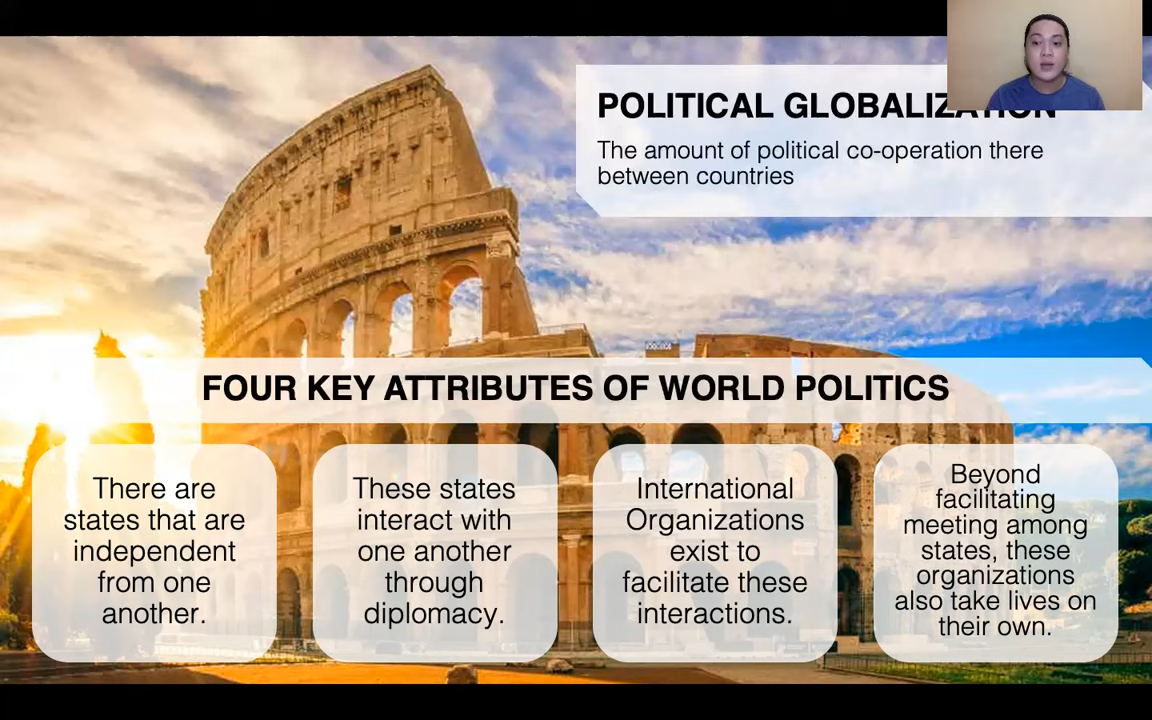 POLITICAL GLOBALIZATION
The amount of political co-operation there
between countries
FOUR KEY ATTRIBUTES OF WORLD POLITICS
There are
states that are
independent
from one
another.
These states
interact with
one another
through
diplomacy.
International
Organizations
exist to
facilitate these
interactions.
Beyond
facilitating
meeting among
states, these
organizations
also take lives on
their own.